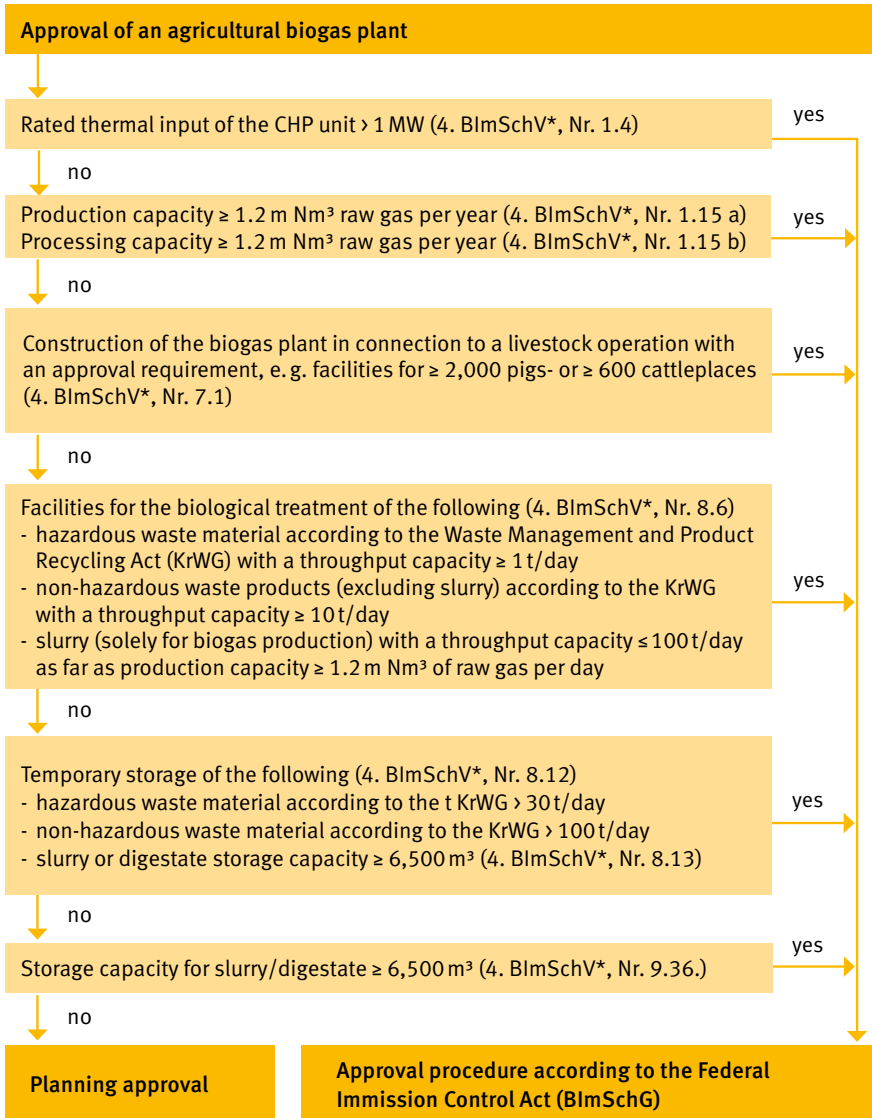 Approval of an agricultural biogas plant
Rated thermal input of the CHP unit › 1 MW (4. BImSchV*, Nr. 1.4)
yes
no
Production capacity ≥ 1.2 m Nm³ raw gas per year (4. BImSchV*, Nr. 1.15 a)
Processing capacity ≥ 1.2 m Nm³ raw gas per year (4. BImSchV*, Nr. 1.15 b)
yes
no
Construction of the biogas plant in connection to a livestock operation with
an approval requirement, e. g. facilities for ≥ 2,000 pigs- or ≥ 600 cattleplaces
(4. BImSchV*, Nr. 7.1)
yes
no
Facilities for the biological treatment of the following (4. BImSchV*, Nr. 8.6)
- hazardous waste material according to the Waste Management and Product
Recycling Act (KrWG) with a throughput capacity ≥ 1 t/day
- non-hazardous waste products (excluding slurry) according to the KrWG
with a throughput capacity ≥ 10 t/day
- slurry (solely for biogas production) with a throughput capacity ≤ 100 t/day
as far as production capacity ≥ 1.2 m Nm³ of raw gas per day
yes
no
Temporary storage of the following (4. BImSchV*, Nr. 8.12)
- hazardous waste material according to the t KrWG › 30 t/day
- non-hazardous waste material according to the KrWG › 100 t/day
- slurry or digestate storage capacity ≥ 6,500 m³ (4. BImSchV*, Nr. 8.13)
yes
no
Storage capacity for slurry/digestate ≥ 6,500 m³ (4. BImSchV*, Nr. 9.36.)
yes
no
Planning approval
Approval procedure according to the Federal
Immission Control Act (BImSchG)